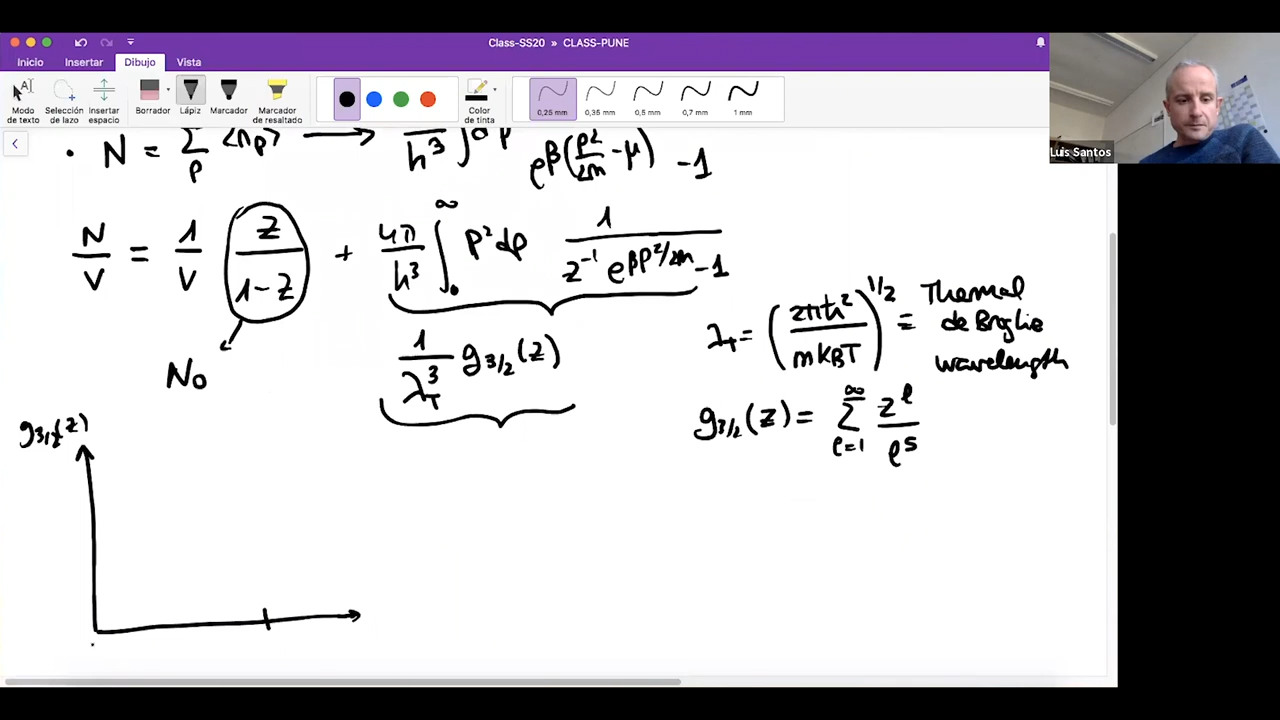 Class-SS20 » CLASS-PUNE
Inicio Insertar Dibujo Vista
Modo de texto Selección de lazo Insertar espacio Borrador Lápiz Marcador Marcador de resaltado Color de tinta 0,25 mm 0,35 mm 0,5 mm 0,7 mm 1 mm
Luis Santos
• N = Σ_p <n_p> → 1/h³ ∫ d³p 1/(e^{β(p²/2m - μ)} - 1)
N/V = 1/V z/(1-z) + 4π/h³ ∫_0^∞ p² dp 1/(z⁻¹ e^{βp²/2m} - 1)
N₀
1/λ_T³ g_{3/2}(z)
λ_T = (2πħ²/mk_BT)^{1/2} = Thermal
de Broglie
wavelength
g_{3/2}(z) = Σ_{ℓ=1}^∞ z^ℓ/ℓ^s
g_{3/2}(z)